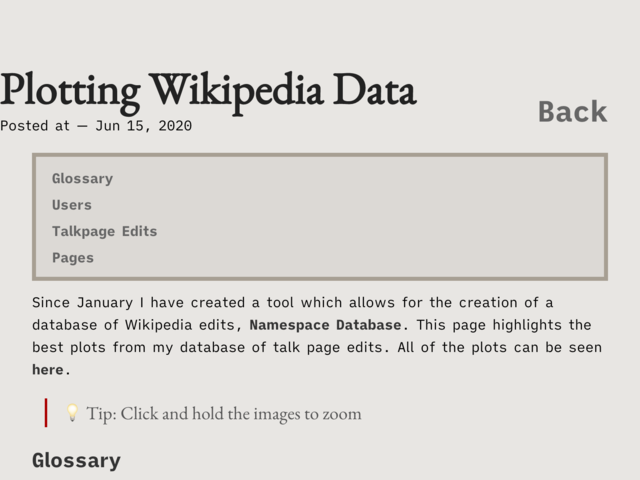 Plotting Wikipedia Data
Back
Posted at — Jun 15, 2020
Glossary
Users
Talkpage Edits
Pages
Since January I have created a tool which allows for the creation of a
database of Wikipedia edits, Namespace Database. This page highlights the
best plots from my database of talk page edits. All of the plots can be seen
here.
💡 Tip: Click and hold the images to zoom
Glossary